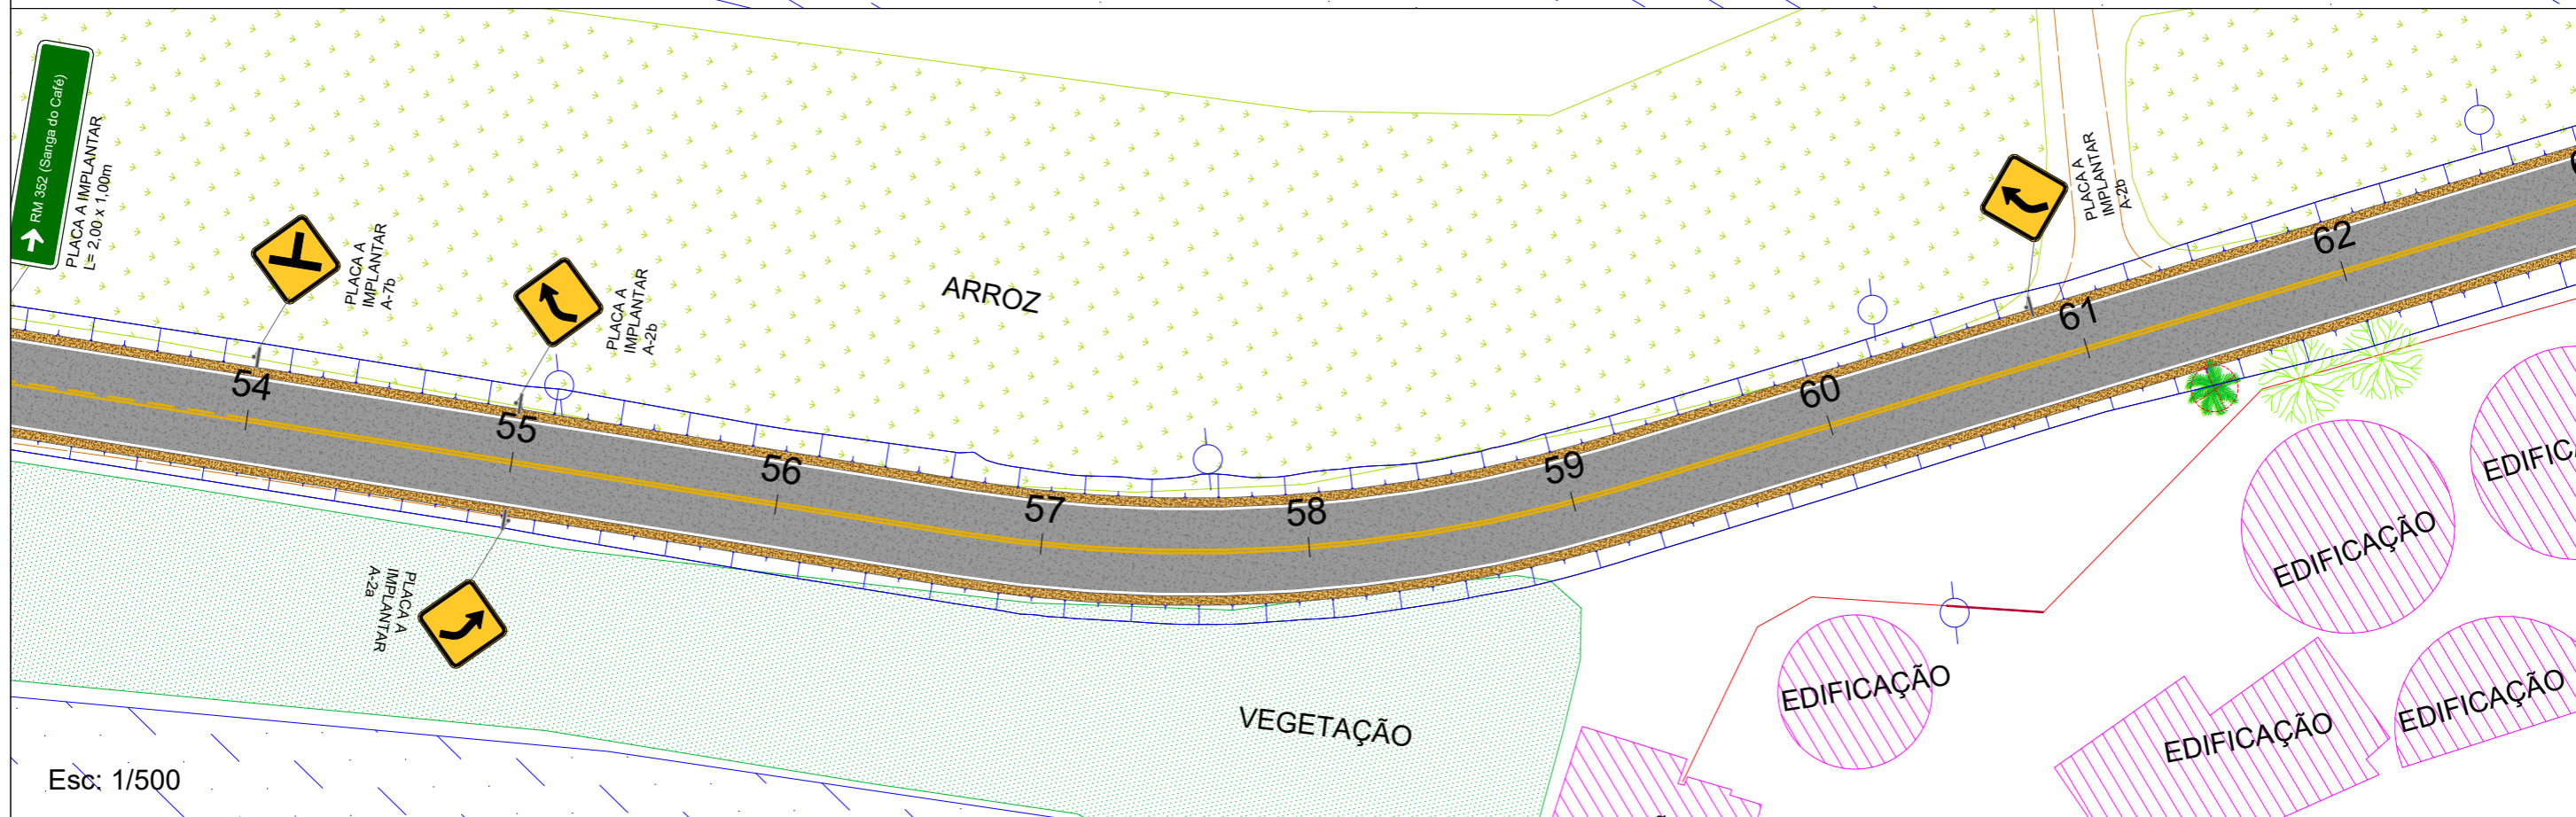 RM 352 (Sanga do Café)
PLACA A IMPLANTAR
L= 2,00 x 1,00m
PLACA A
IMPLANTAR
A-7b
PLACA A
IMPLANTAR
A-2b
ARROZ
PLACA A
IMPLANTAR
A-2b
54
55
56
57
58
59
60
61
62
PLACA A
IMPLANTAR
A-2a
VEGETAÇÃO
EDIFICAÇÃO
EDIFICAÇÃO
EDIFICAÇÃO
EDIFICAÇÃO
Esc: 1/500